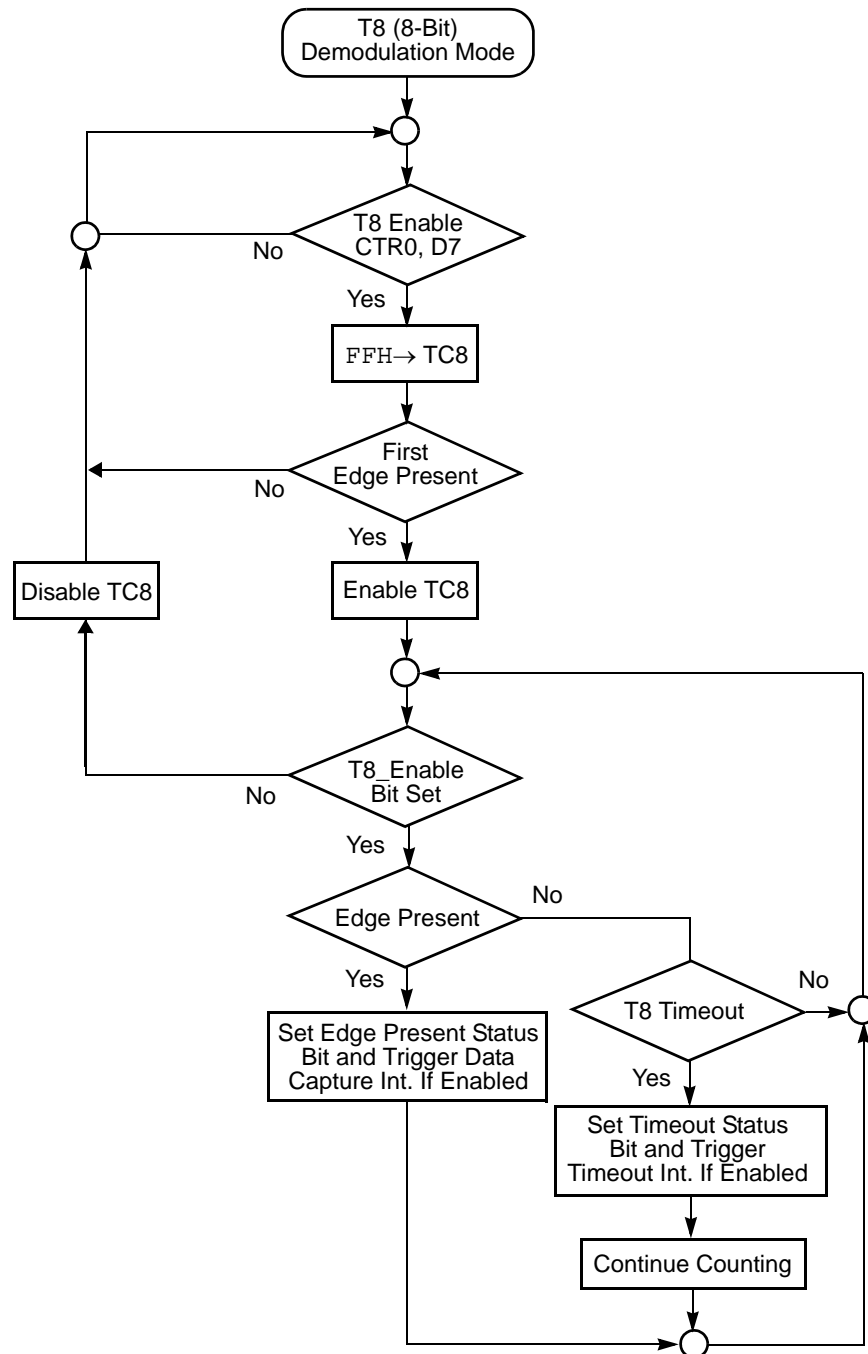 T8 (8-Bit)
Demodulation Mode
T8 Enable
CTR0, D7
No
Yes
FFH→ TC8
First
Edge Present
No
Yes
Disable TC8
Enable TC8
T8_Enable
Bit Set
No
Yes
Edge Present
No
Yes
T8 Timeout
No
Set Edge Present Status
Bit and Trigger Data
Capture Int. If Enabled
Yes
Set Timeout Status
Bit and Trigger
Timeout Int. If Enabled
Continue Counting